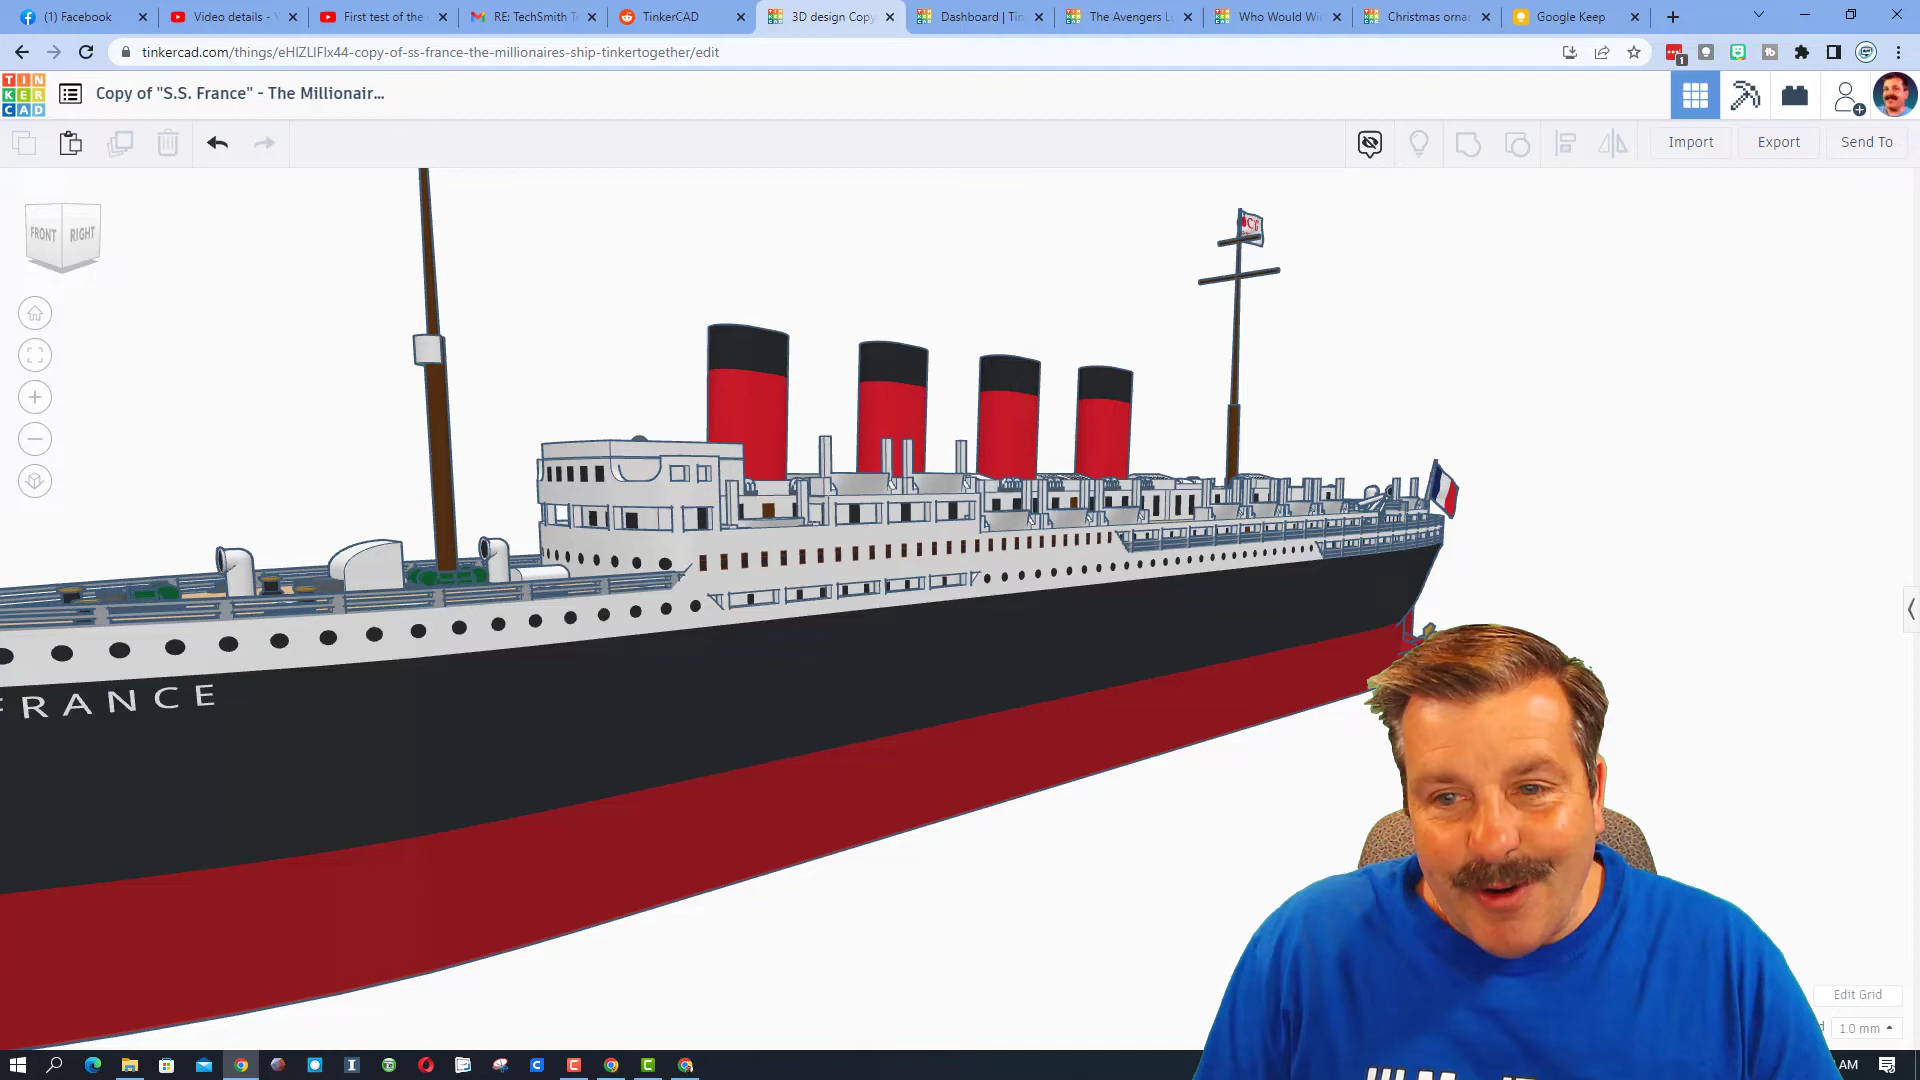 (1) Facebook
Video details - Y
First test of the
RE: TechSmith T
TinkerCAD
3D design Copy
Dashboard | Tin
The Avengers L
Who Would Wi
Christmas orna
Google Keep
tinkercad.com/things/eHlZLIFlx44-copy-of-ss-france-the-millionaires-ship-tinkertogether/edit
1
TIN
KER
CAD
Copy of "S.S. France" - The Millionair...
Import
Export
Send To
FRONT
RIGHT
FRANCE
Edit Grid
1.0 mm
AM